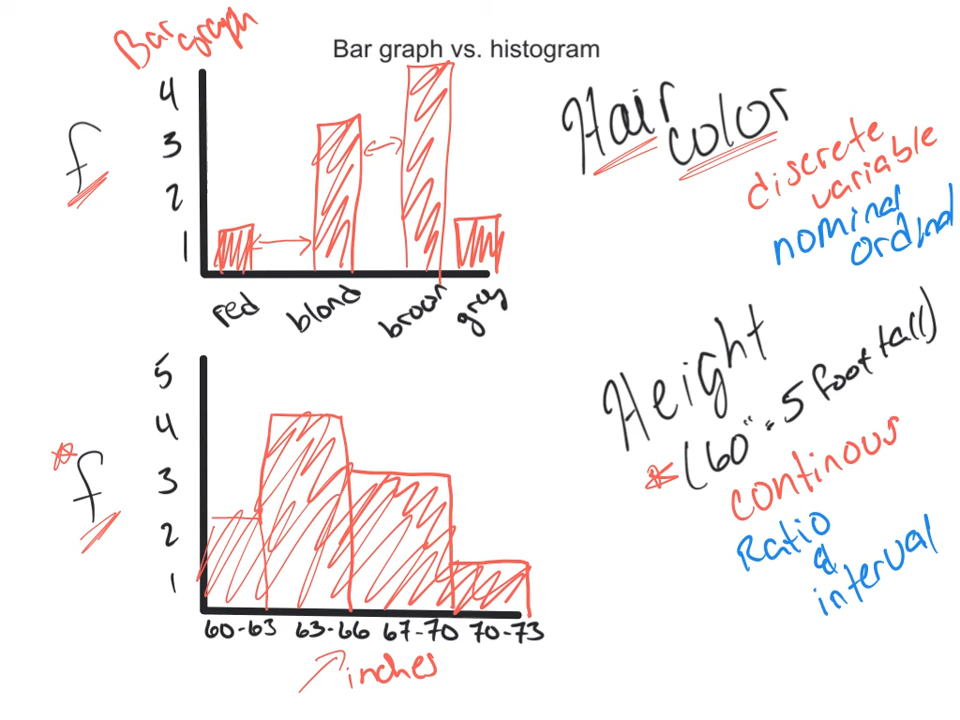 Bar graph
Bar graph vs. histogram
4
3
2
1
f
red blond brown grey
Hair color
discrete
variable
nominal
ordinal
5
4
3
2
1
f
60-63 63-66 67-70 70-73
inches
Height
(60" = 5 foot tall)
continous
Ratio
&
interval